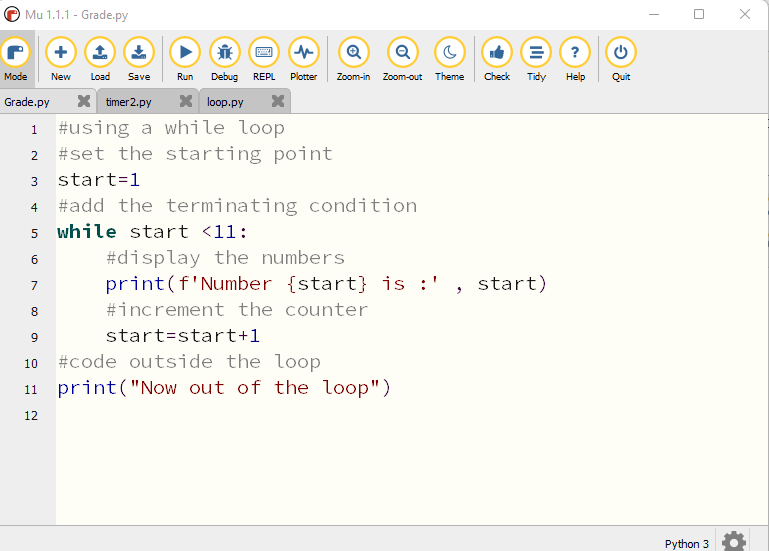 Mu 1.1.1 - Grade.py
Mode New Load Save Run Debug REPL Plotter Zoom-in Zoom-out Theme Check Tidy Help Quit
Grade.py timer2.py loop.py
1 #using a while loop
2 #set the starting point
3 start=1
4 #add the terminating condition
5 while start <11:
6     #display the numbers
7     print(f'Number {start} is :' , start)
8     #increment the counter
9     start=start+1
10 #code outside the loop
11 print("Now out of the loop")
12
Python 3